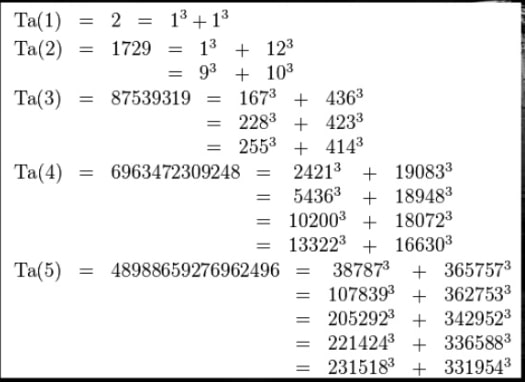 Ta(1) = 2 = 1³ + 1³
Ta(2) = 1729 = 1³ + 12³
= 9³ + 10³
Ta(3) = 87539319 = 167³ + 436³
= 228³ + 423³
= 255³ + 414³
Ta(4) = 6963472309248 = 2421³ + 19083³
= 5436³ + 18948³
= 10200³ + 18072³
= 13322³ + 16630³
Ta(5) = 48988659276962496 = 38787³ + 365757³
= 107839³ + 362753³
= 205292³ + 342952³
= 221424³ + 336588³
= 231518³ + 331954³